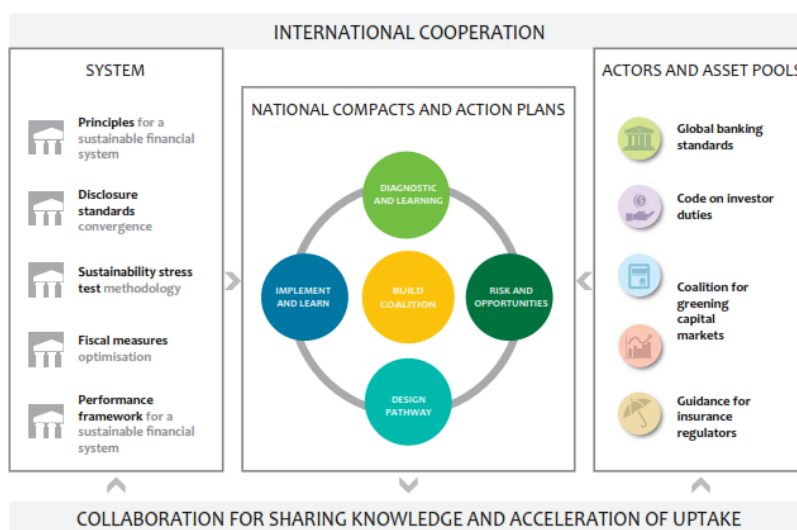 INTERNATIONAL COOPERATION
SYSTEM
Principles for a
sustainable financial
system
Disclosure
standards
convergence
Sustainability stress
test methodology
Fiscal measures
optimisation
Performance
framework for a
sustainable financial
system
NATIONAL COMPACTS AND ACTION PLANS
DIAGNOSTIC
AND LEARNING
IMPLEMENT
AND LEARN
BUILD
COALITION
RISK AND
OPPORTUNITIES
DESIGN
PATHWAY
ACTORS AND ASSET POOLS
Global banking
standards
Code on investor
duties
Coalition for
greening
capital
markets
Guidance for
insurance
regulators
COLLABORATION FOR SHARING KNOWLEDGE AND ACCELERATION OF UPTAKE